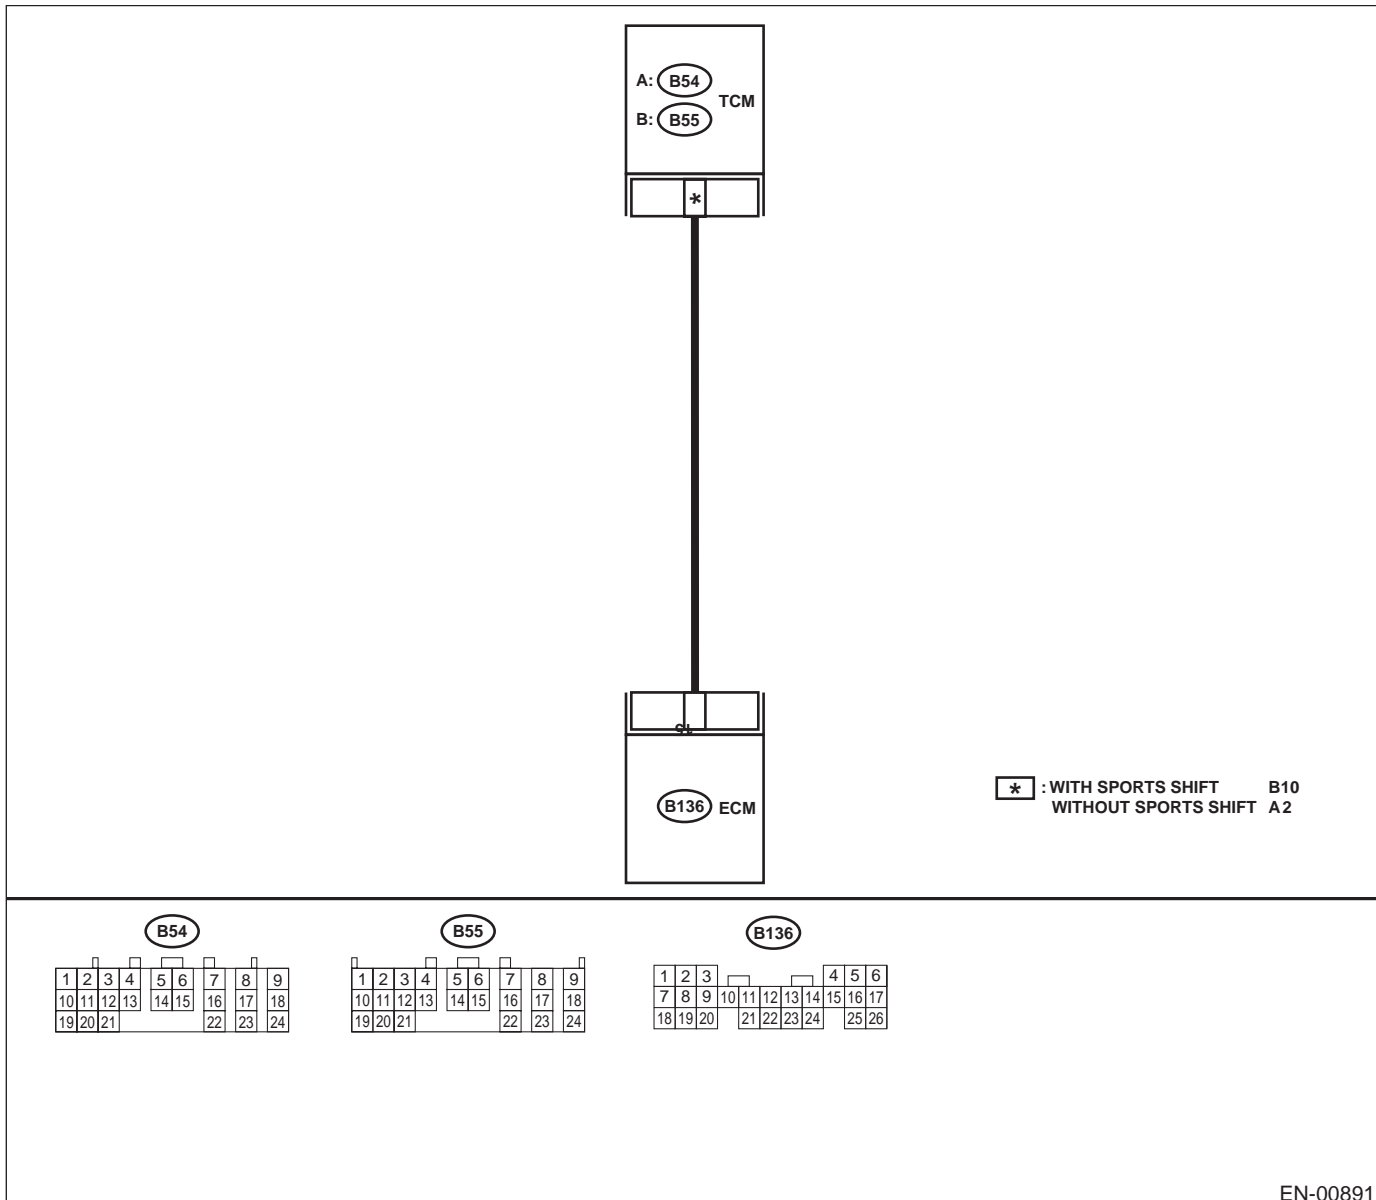 A: B54
TCM
B: B55
*
B136 ECM
* : WITH SPORTS SHIFT B10
WITHOUT SPORTS SHIFT A2
B54
1 2 3 4 5 6 7 8 9
10 11 12 13 14 15 16 17 18
19 20 21 22 23 24
B55
1 2 3 4 5 6 7 8 9
10 11 12 13 14 15 16 17 18
19 20 21 22 23 24
B136
1 2 3 4 5 6
7 8 9 10 11 12 13 14 15 16 17
18 19 20 21 22 23 24 25 26
EN-00891